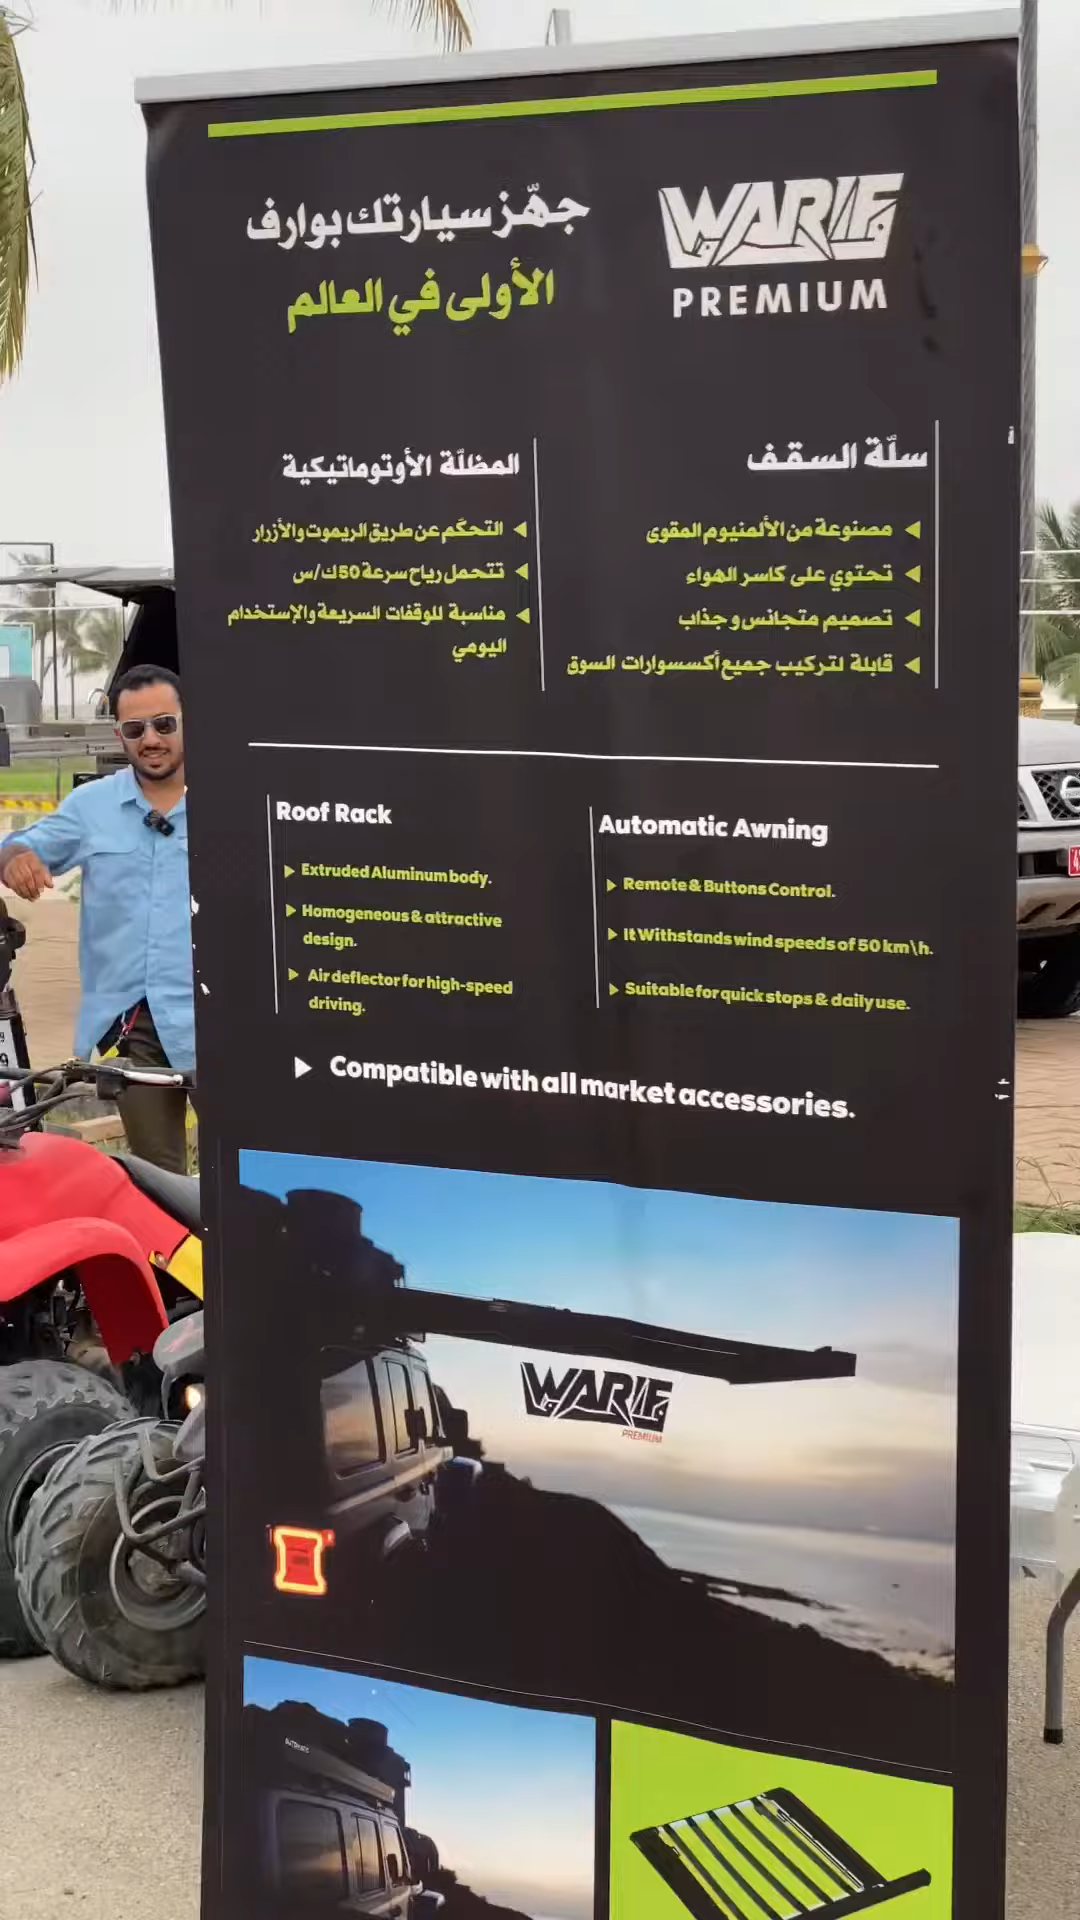 WARIF
PREMIUM
جهّز سيارتك بوارف
الأولى في العالم
سلّة السقف
مصنوعة من الألمنيوم المقوى
تحتوي على كاسر الهواء
تصميم متجانس و جذاب
قابلة لتركيب جميع أكسسوارات السوق
المظلّة الأوتوماتيكية
التحكّم عن طريق الريموت والأزرار
تتحمل رياح سرعة 50ك/س
مناسبة للوقفات السريعة والإستخدام
اليومي
Roof Rack
Extruded Aluminum body.
Homogeneous & attractive
design.
Air deflector for high-speed
driving.
Automatic Awning
Remote & Buttons Control.
It Withstands wind speeds of 50 km\h.
Suitable for quick stops & daily use.
Compatible with all market accessories.
WARIF
PREMIUM